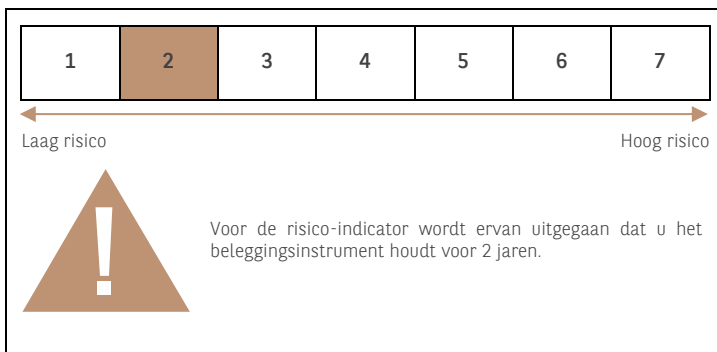 1 2 3 4 5 6 7
Laag risico Hoog risico
!
Voor de risico-indicator wordt ervan uitgegaan dat u het
beleggingsinstrument houdt voor 2 jaren.